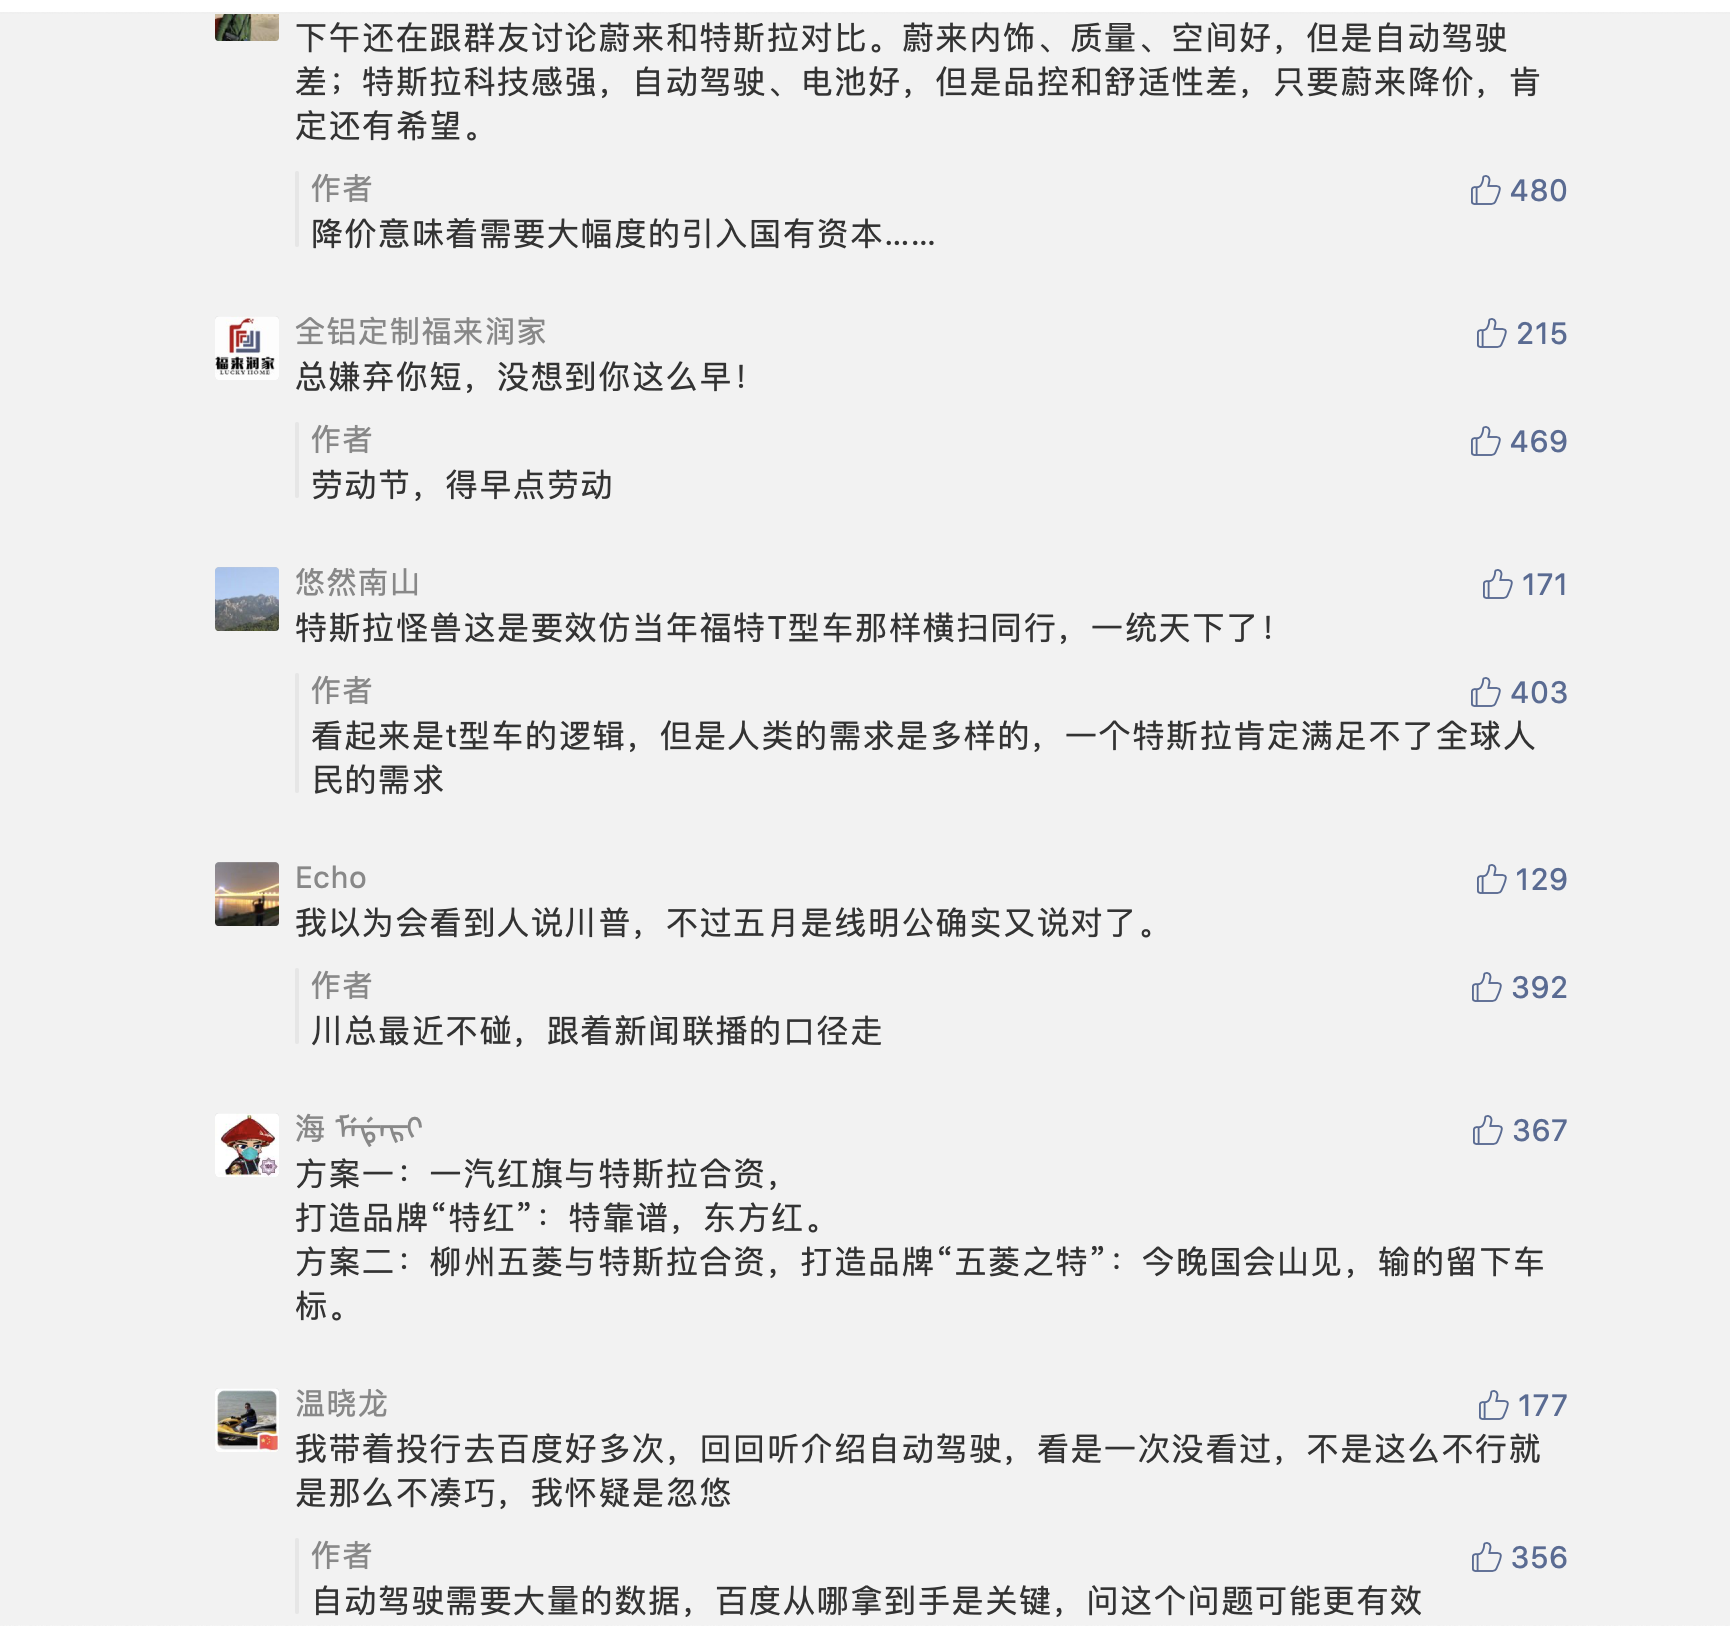 下午还在跟群友讨论蔚来和特斯拉对比。蔚来内饰、质量、空间好，但是自动驾驶
差；特斯拉科技感强，自动驾驶、电池好，但是品控和舒适性差，只要蔚来降价，肯
定还有希望。
作者 480
降价意味着需要大幅度的引入国有资本……
全铝定制福来润家 215
福来润家
LUCKY HOME
总嫌弃你短，没想到你这么早！
作者 469
劳动节，得早点劳动
悠然南山 171
特斯拉怪兽这是要效仿当年福特T型车那样横扫同行，一统天下了！
作者 403
看起来是t型车的逻辑，但是人类的需求是多样的，一个特斯拉肯定满足不了全球人
民的需求
Echo 129
我以为会看到人说川普，不过五月是线明公确实又说对了。
作者 392
川总最近不碰，跟着新闻联播的口径走
海 367
方案一：一汽红旗与特斯拉合资，
打造品牌“特红”：特靠谱，东方红。
方案二：柳州五菱与特斯拉合资，打造品牌“五菱之特”：今晚国会山见，输的留下车
标。
温晓龙 177
我带着投行去百度好多次，回回听介绍自动驾驶，看是一次没看过，不是这么不行就
是那么不凑巧，我怀疑是忽悠
作者 356
自动驾驶需要大量的数据，百度从哪拿到手是关键，问这个问题可能更有效